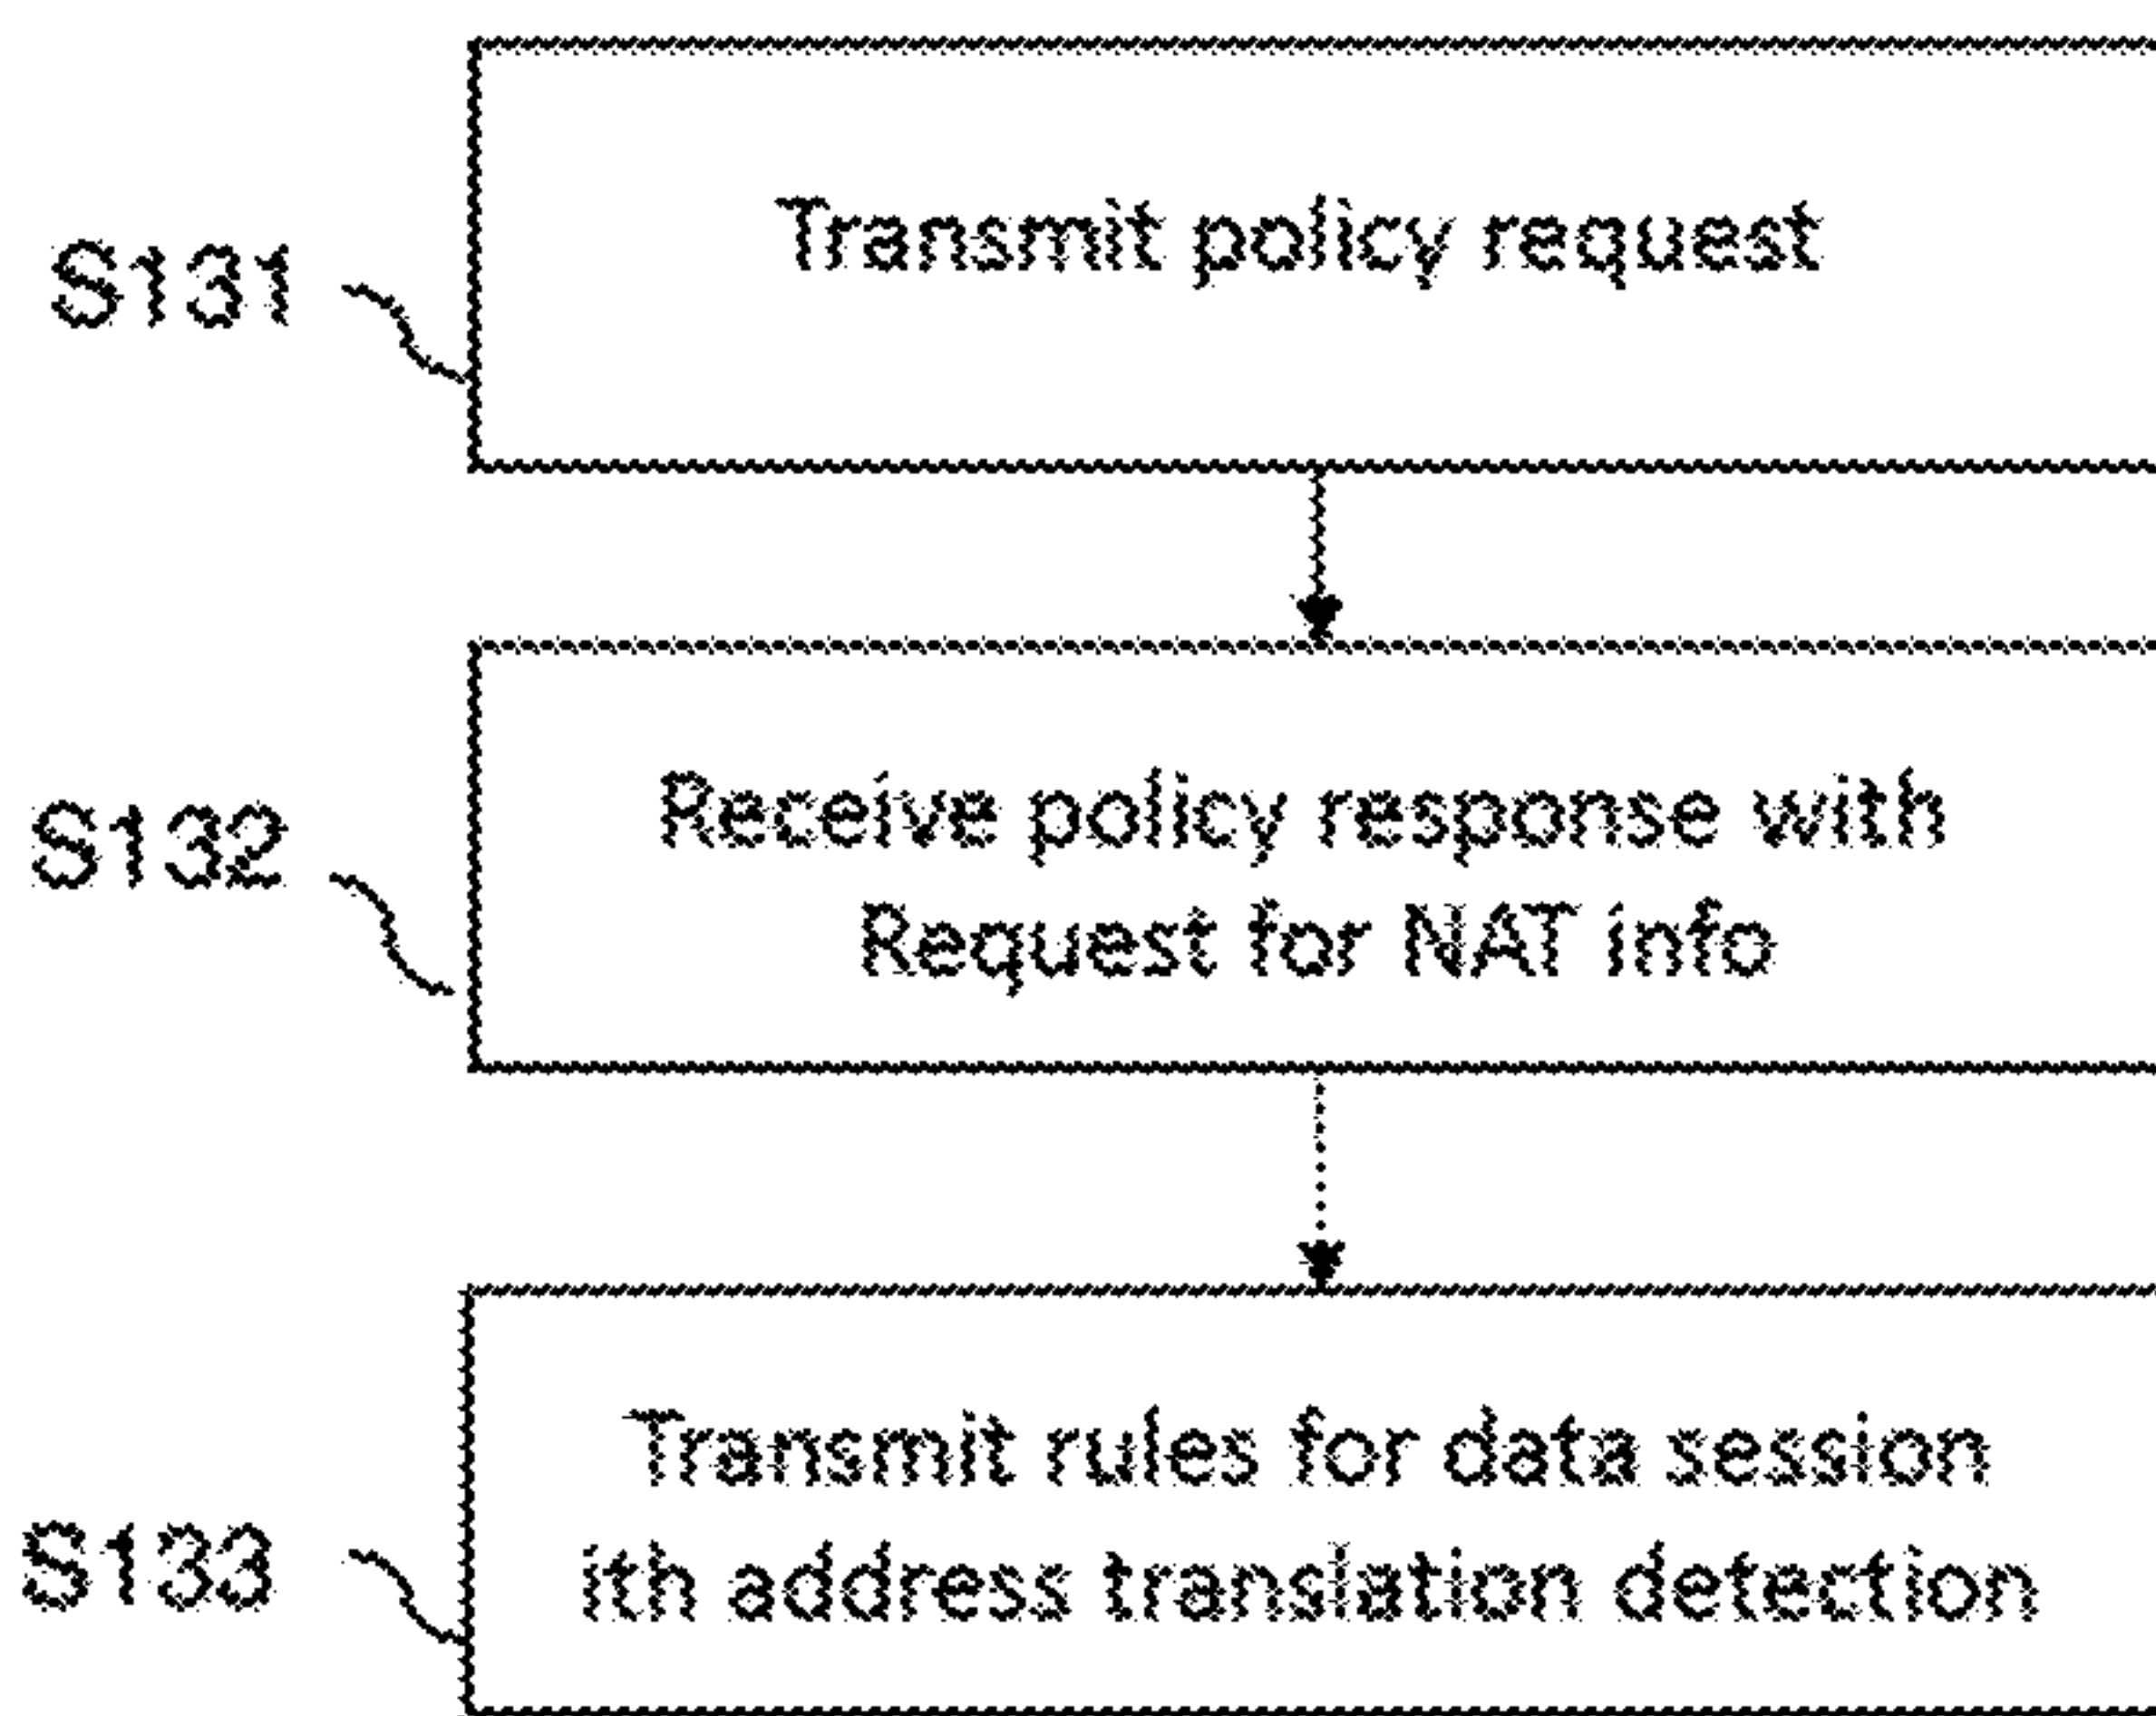 Transmit policy request
S131
Receive policy response with
S132
Request for NAT info
Transmit rules for data session
S133
ith address translation detection